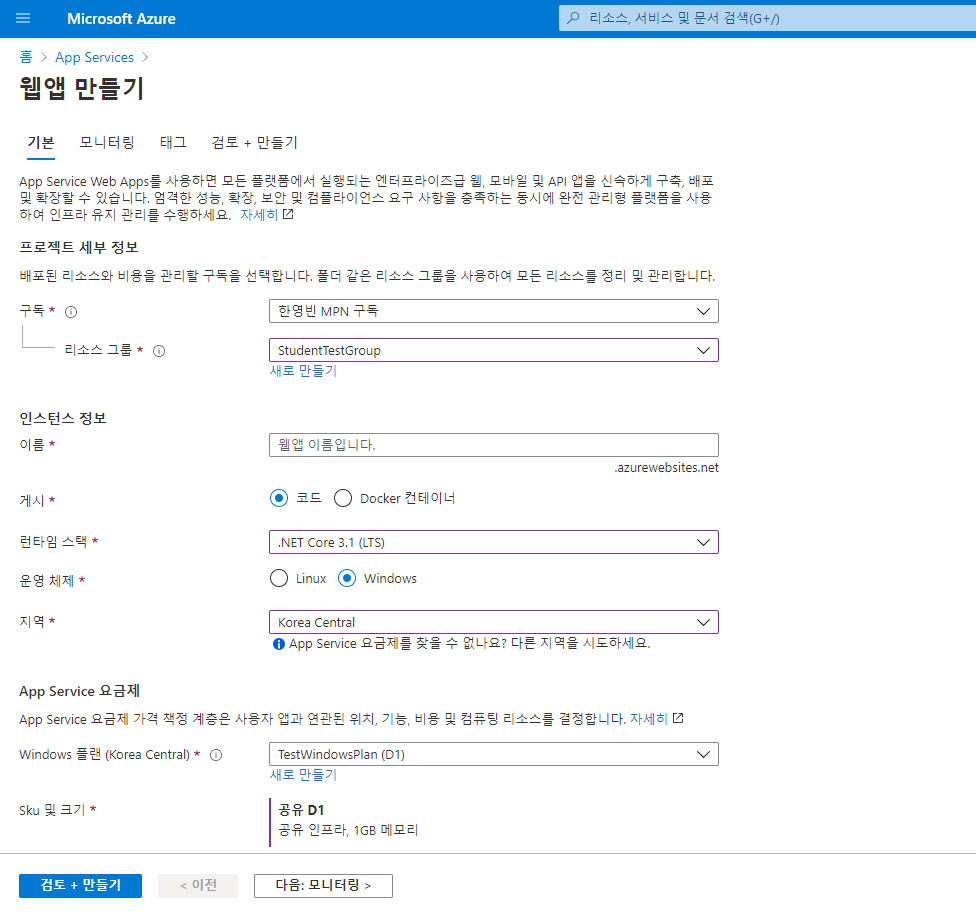 Microsoft Azure
리소스, 서비스 및 문서 검색(G+/)
홈 > App Services >
웹앱 만들기
기본 모니터링 태그 검토 + 만들기
App Service Web Apps를 사용하면 모든 플랫폼에서 실행되는 엔터프라이즈급 웹, 모바일 및 API 앱을 신속하게 구축, 배포
및 확장할 수 있습니다. 엄격한 성능, 확장, 보안 및 컴플라이언스 요구 사항을 충족하는 동시에 완전 관리형 플랫폼을 사용
하여 인프라 유지 관리를 수행하세요. 자세히
프로젝트 세부 정보
배포된 리소스와 비용을 관리할 구독을 선택합니다. 폴더 같은 리소스 그룹을 사용하여 모든 리소스를 정리 및 관리합니다.
구독 *
한영빈 MPN 구독
리소스 그룹 *
StudentTestGroup
새로 만들기
인스턴스 정보
이름 *
웹앱 이름입니다.
.azurewebsites.net
게시 *
코드 Docker 컨테이너
런타임 스택 *
.NET Core 3.1 (LTS)
운영 체제 *
Linux Windows
지역 *
Korea Central
App Service 요금제를 찾을 수 없나요? 다른 지역을 시도하세요.
App Service 요금제
App Service 요금제 가격 책정 계층은 사용자 앱과 연관된 위치, 기능, 비용 및 컴퓨팅 리소스를 결정합니다. 자세히
Windows 플랜 (Korea Central) *
TestWindowsPlan (D1)
새로 만들기
Sku 및 크기 *
공유 D1
공유 인프라, 1GB 메모리
검토 + 만들기
< 이전
다음: 모니터링 >